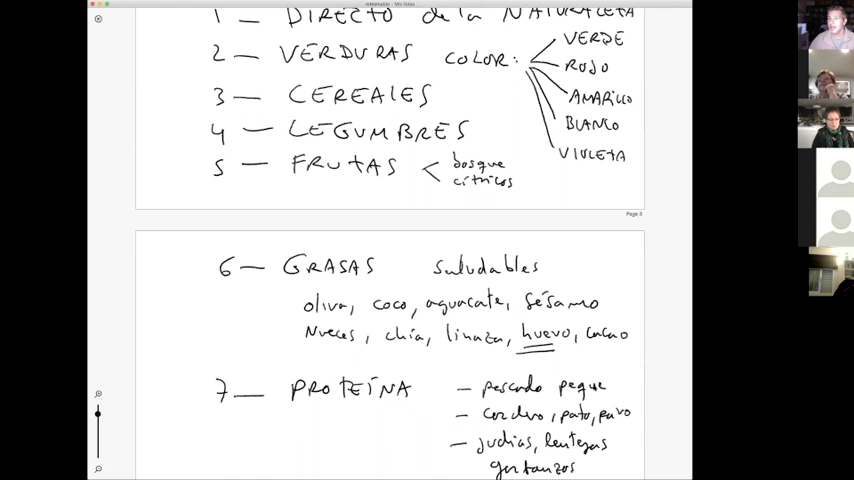 1 — DIRECTO de la NATURALEZA
2 — VERDURAS COLOR: VERDE
ROJO
AMARILLO
BLANCO
VIOLETA
3 — CEREALES
4 — LEGUMBRES
5 — FRUTAS < bosque
cítricos
Page 3
6 — GRASAS saludables
oliva, coco, aguacate, sésamo
Nueces, chía, linaza, huevo, cacao
7 — PROTEÍNA — pescado peque
— cordero, pato, pavo
— judias, lentejas
garbanzos